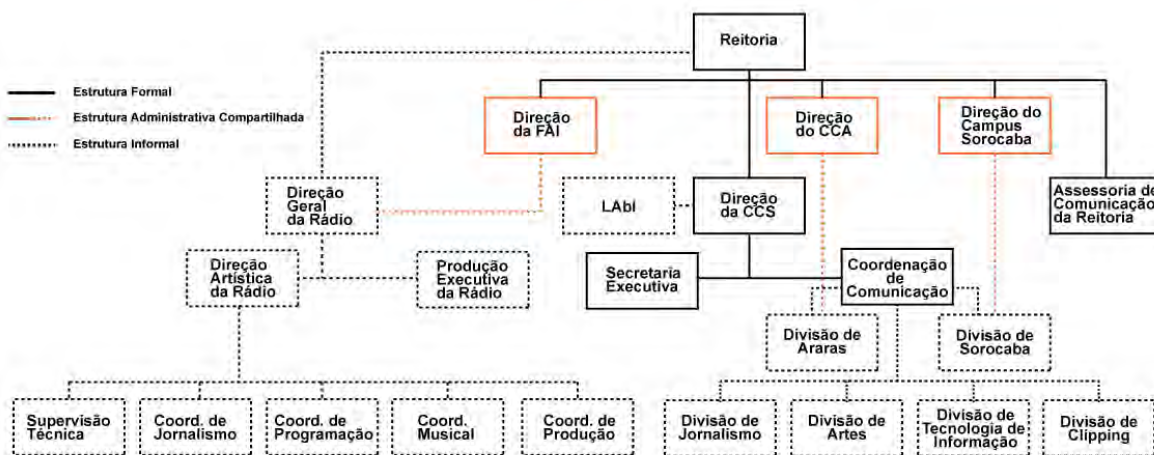 Reitoria
Estrutura Formal
Estrutura Administrativa Compartilhada
Estrutura Informal
Direção
da FAI
Direção
do CCA
Direção do
Campus
Sorocaba
Direção
Geral
da Rádio
LAbI
Direção
da CCS
Assessoria de
Comunicação
da Reitoria
Direção
Artística
da Rádio
Produção
Executiva
da Rádio
Secretaria
Executiva
Coordenação
de
Comunicação
Divisão de
Araras
Divisão de
Sorocaba
Supervisão
Técnica
Coord. de
Jornalismo
Coord. de
Programação
Coord.
Musical
Coord. de
Produção
Divisão de
Jornalismo
Divisão de
Artes
Divisão de
Tecnologia de
Informação
Divisão de
Clipping